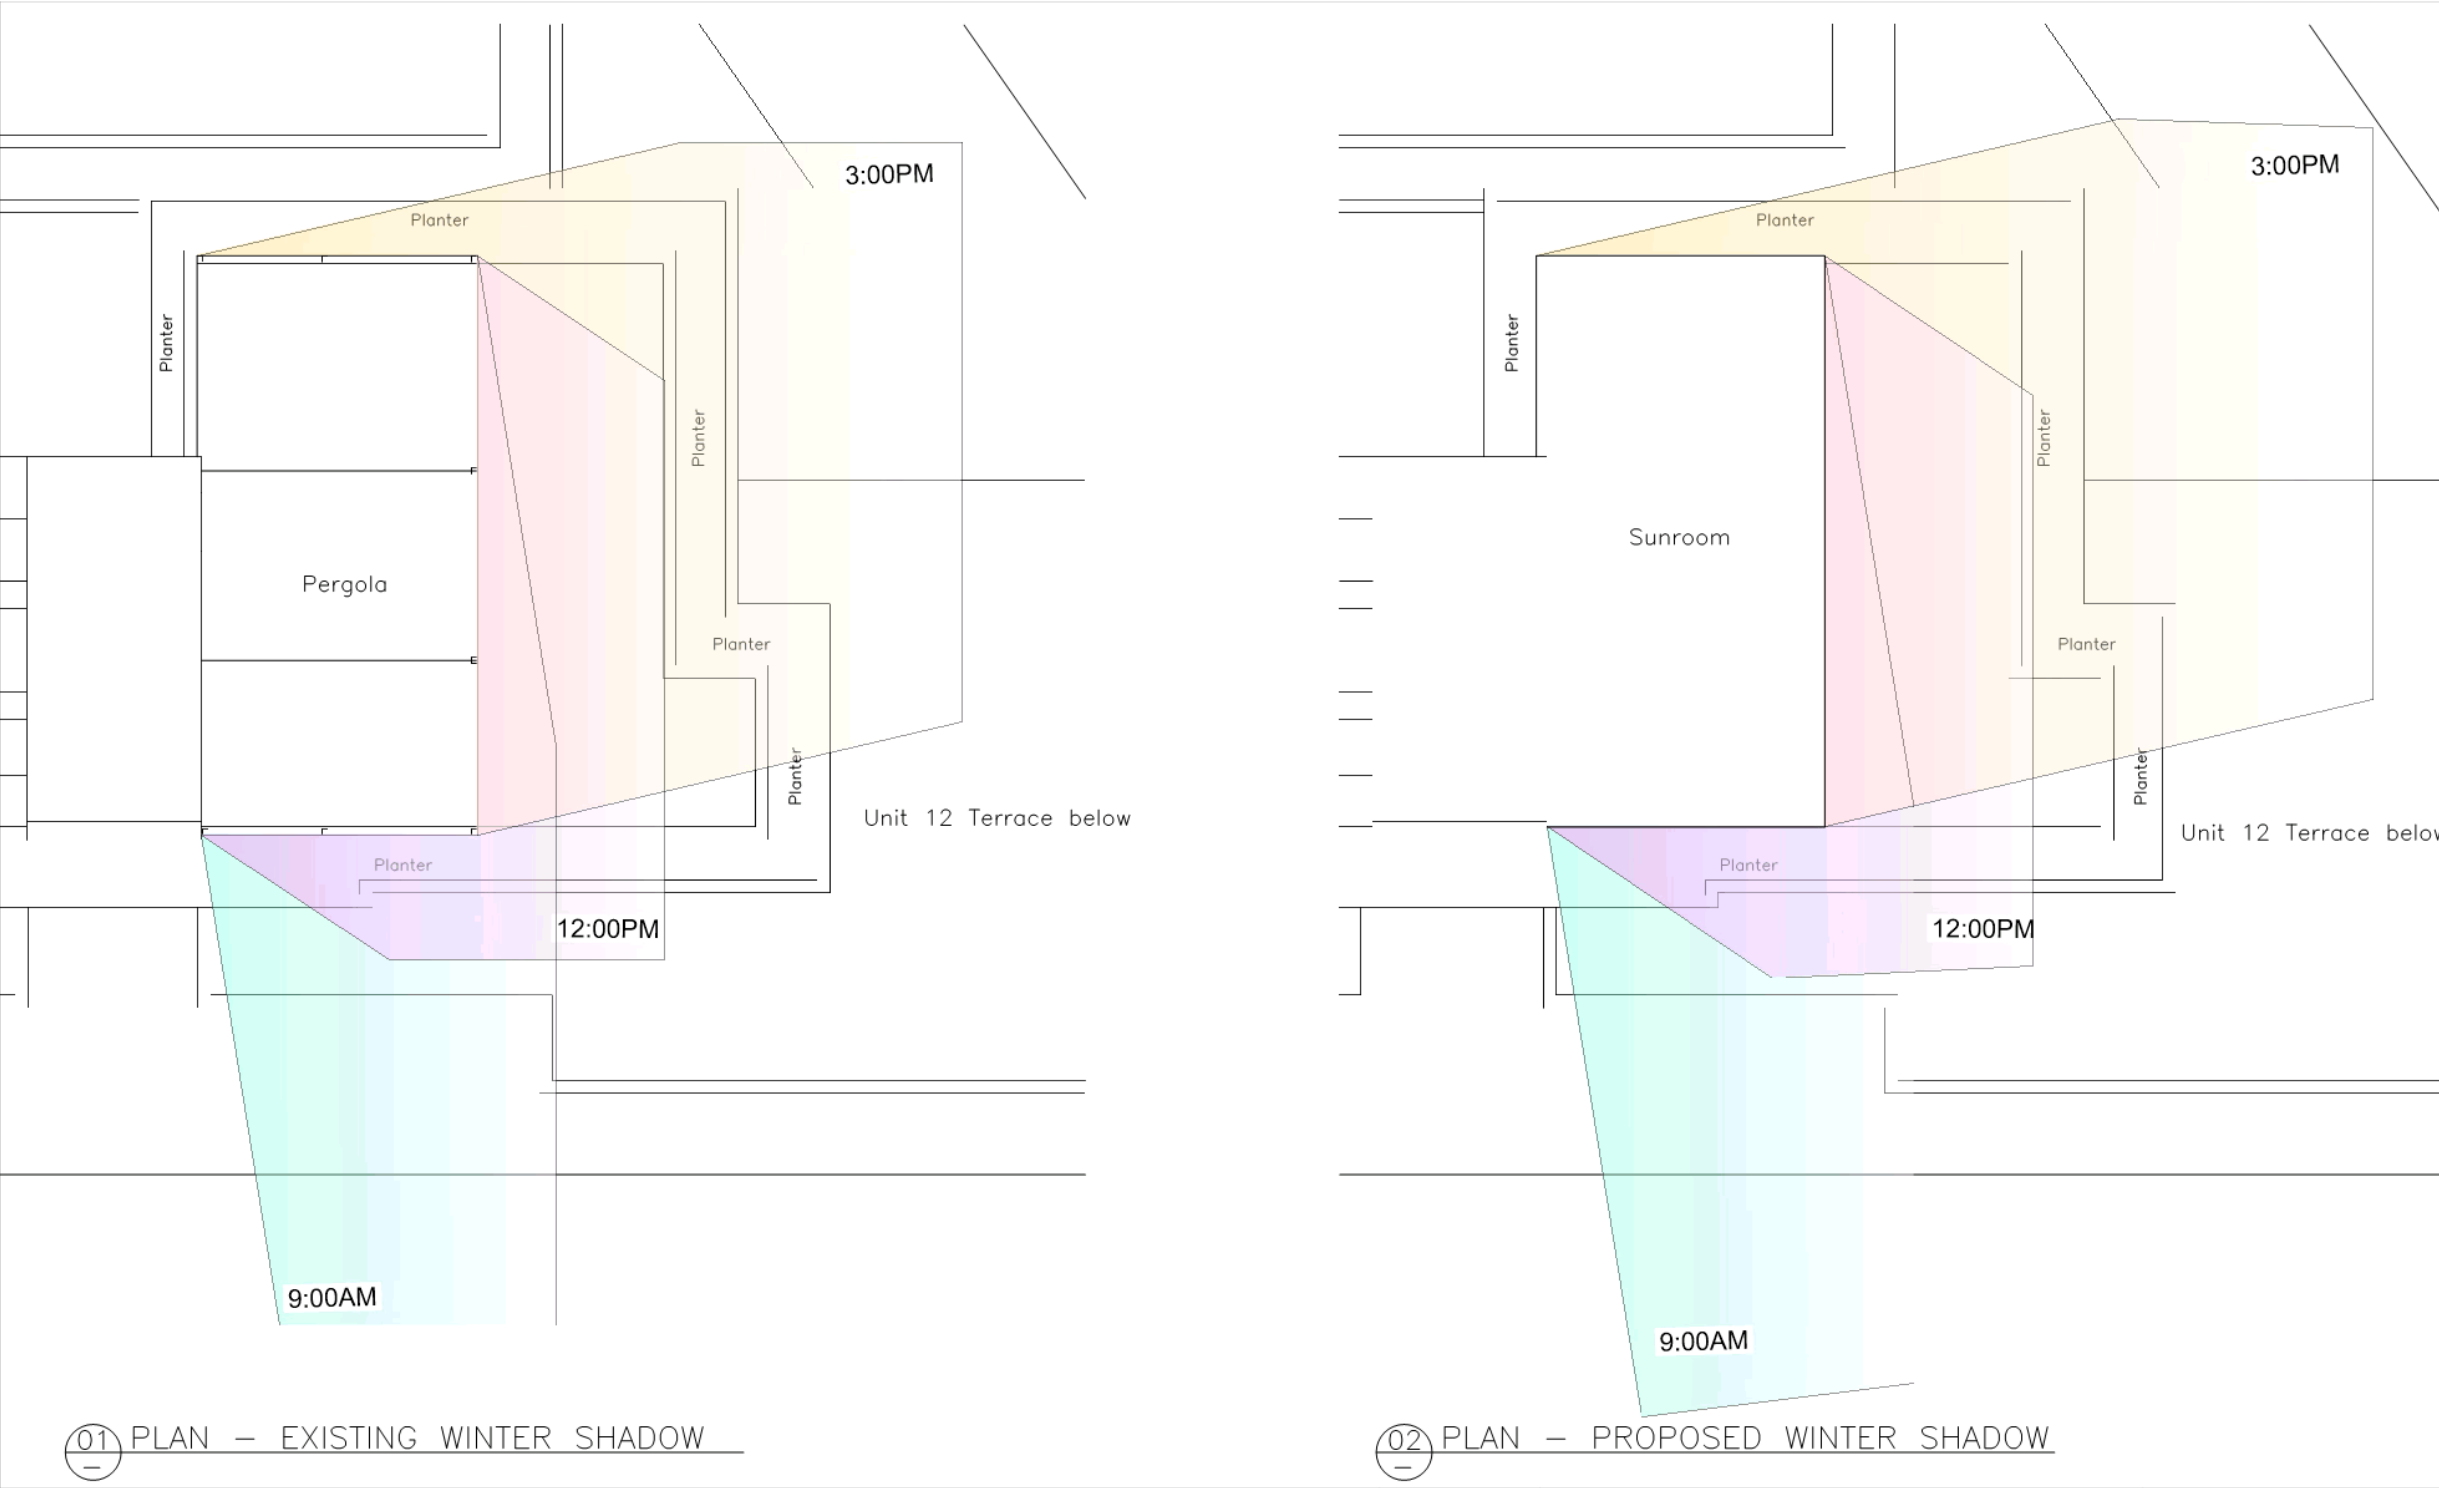 3:00PM
Planter
Planter
Planter
Pergola
Planter
Planter
Unit 12 Terrace below
Planter
12:00PM
9:00AM
01 PLAN - EXISTING WINTER SHADOW
3:00PM
Planter
Planter
Planter
Sunroom
Planter
Planter
Unit 12 Terrace below
Planter
12:00PM
9:00AM
02 PLAN - PROPOSED WINTER SHADOW